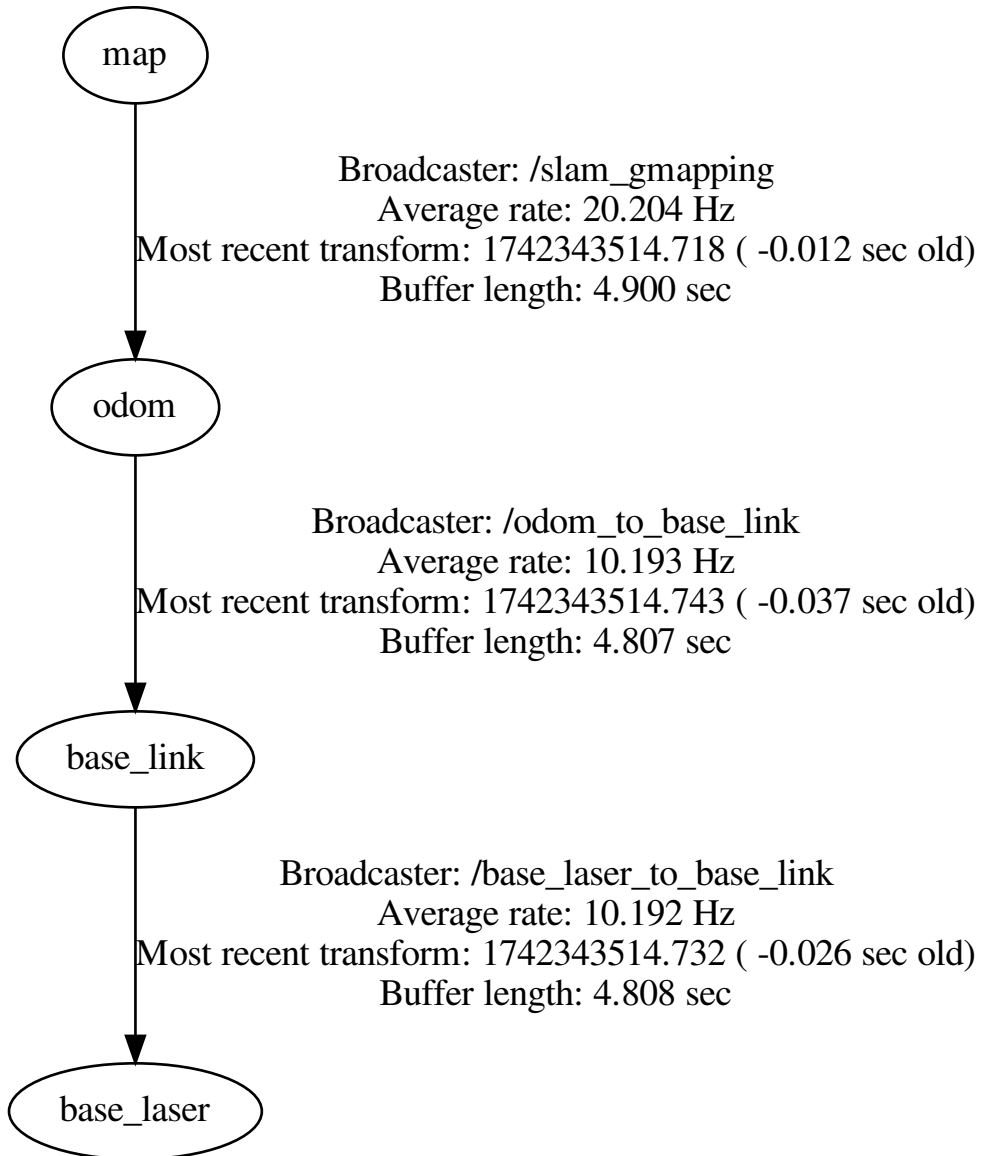 map
Broadcaster: /slam_gmapping
Average rate: 20.204 Hz
Most recent transform: 1742343514.718 ( -0.012 sec old)
Buffer length: 4.900 sec
odom
Broadcaster: /odom_to_base_link
Average rate: 10.193 Hz
Most recent transform: 1742343514.743 ( -0.037 sec old)
Buffer length: 4.807 sec
base_link
Broadcaster: /base_laser_to_base_link
Average rate: 10.192 Hz
Most recent transform: 1742343514.732 ( -0.026 sec old)
Buffer length: 4.808 sec
base_laser